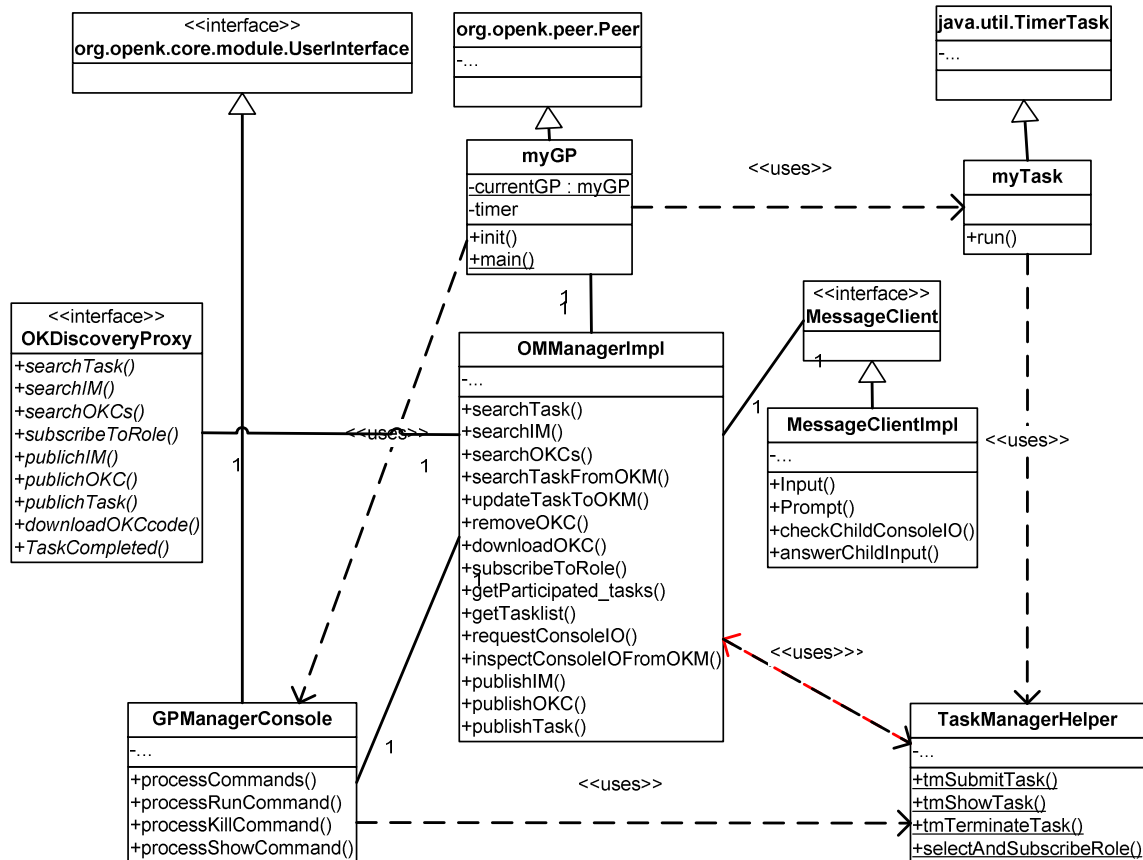 <<interface>>
org.openk.core.module.UserInterface
org.openk.peer.Peer
-...
java.util.TimerTask
-...
myGP
-currentGP : myGP
-timer
+init()
+main()
<<uses>>
myTask
+run()
1
1
<<interface>>
OKDiscoveryProxy
+searchTask()
+searchIM()
+searchOKCs()
+subscribeToRole()
+publichIM()
+publichOKC()
+publichTask()
+downloadOKCcode()
+TaskCompleted()
<<uses>>
1
1
OMManagerImpl
-...
+searchTask()
+searchIM()
+searchOKCs()
+searchTaskFromOKM()
+updateTaskToOKM()
+removeOKC()
+downloadOKC()
+subscribeToRole()
+getParticipated_tasks()
+getTasklist()
+requestConsoleIO()
+inspectConsoleIOFromOKM()
+publishIM()
+publishOKC()
+publishTask()
1
1
<<interface>>
MessageClient
1
1
MessageClientImpl
-...
+Input()
+Prompt()
+checkChildConsoleIO()
+answerChildInput()
<<uses>>
<<uses>>>
GPManagerConsole
-...
+processCommands()
+processRunCommand()
+processKillCommand()
+processShowCommand()
<<uses>>
TaskManagerHelper
-...
+tmSubmitTask()
+tmShowTask()
+tmTerminateTask()
+selectAndSubscribeRole()